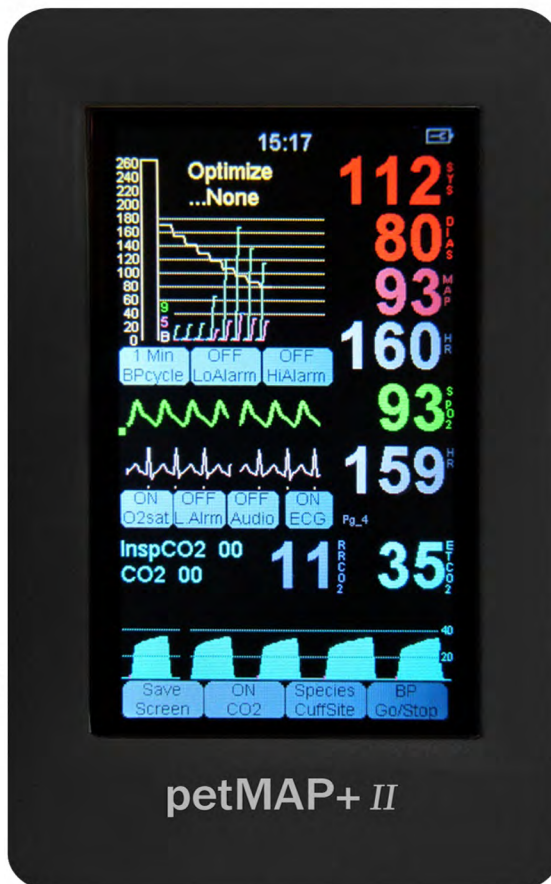 15:17
Optimize
...None
260
240
220
200
180
160
140
120
100
80
60
40
20
0
9
5
B
112 SYS
80 DIAS
93 MAP
160 HR
1 Min BPcycle
OFF LoAlarm
OFF HiAlarm
93 SPO2
159 HR
ON O2sat
OFF L.Alrm
OFF Audio
ON ECG
Pg_4
InspCO2 00
CO2 00
11 RRCO2
35 ETCO2
40
20
Save Screen
ON CO2
Species CuffSite
BP Go/Stop
petMAP+ II